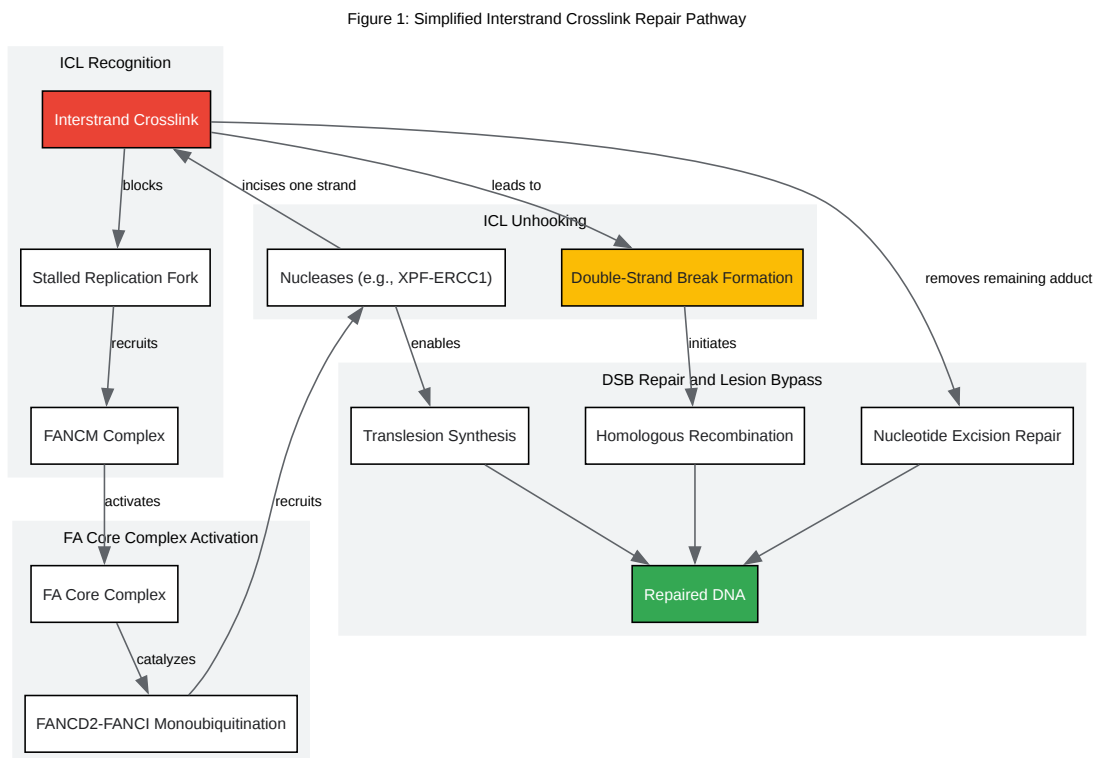 Figure 1: Simplified Interstrand Crosslink Repair Pathway
ICL Recognition
Interstrand Crosslink
blocks
incises one strand
leads to
ICL Unhooking
Stalled Replication Fork
Nucleases (e.g., XPF-ERCC1)
Double-Strand Break Formation
removes remaining adduct
recruits
enables
initiates
DSB Repair and Lesion Bypass
FANCM Complex
Translesion Synthesis
Homologous Recombination
Nucleotide Excision Repair
activates
recruits
FA Core Complex Activation
FA Core Complex
Repaired DNA
catalyzes
FANCD2-FANCI Monoubiquitination